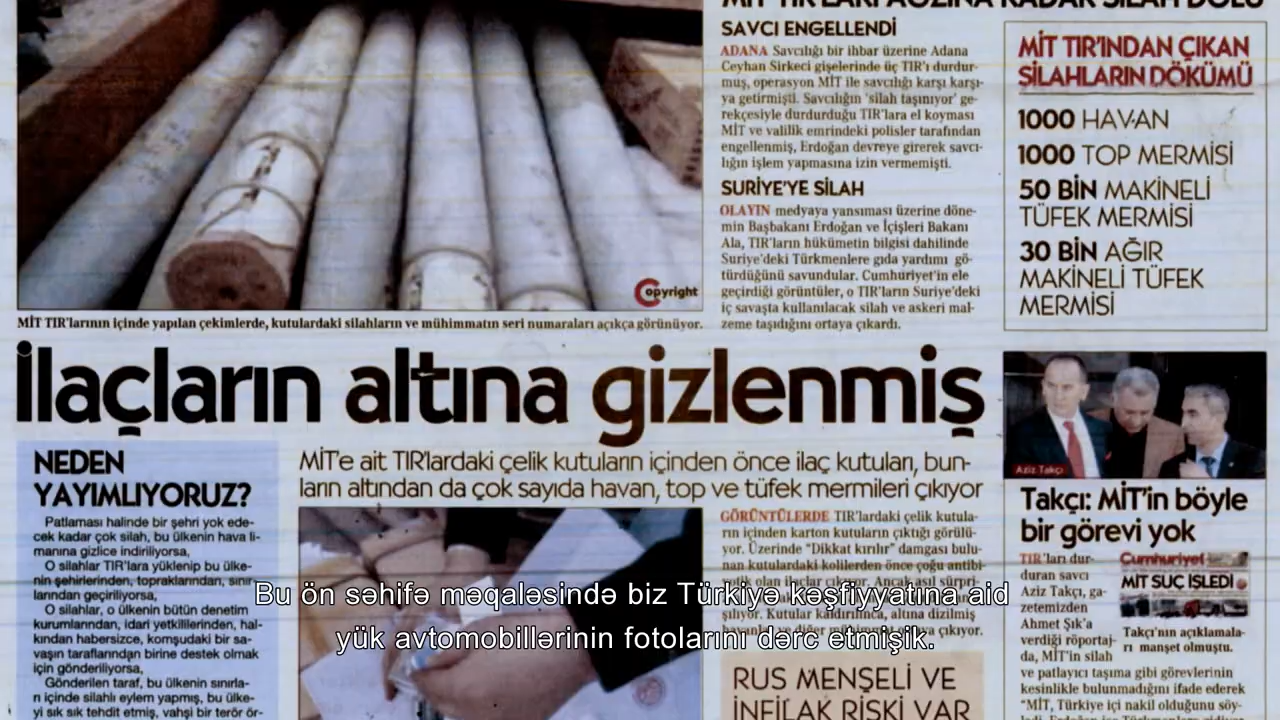 MİT TIR'LARI AĞZINA KADAR SİLAH DOLU
SAVCI ENGELLENDİ
ADANA Savcılığı bir ihbar üzerine Adana
Ceyhan Sirkeci gişelerinde üç TIR'ı durdur-
muş, operasyon MİT ile savcılığı karşı karşı-
ya getirmişti. Savcılığın 'silah taşınıyor' ge-
rekçesiyle durdurduğu TIR'lara el koyması
MİT ve valilik emrindeki polisler tarafından
engellenmiş, Erdoğan devreye girerek savcı-
lığın işlem yapmasına izin vermemişti.
SURİYE'YE SİLAH
OLAYIN medyaya yansıması üzerine döne-
min Başbakanı Erdoğan ve İçişleri Bakanı
Ala, TIR'ların hükümetin bilgisi dahilinde
Suriye'deki Türkmenlere gıda yardımı gö-
türdüğünü savundular. Cumhuriyet'in ele
geçirdiği görüntüler, o TIR'ların Suriye'deki
iç savaşta kullanılacak silah ve askeri mal-
zeme taşıdığını ortaya çıkardı.
MİT TIR'INDAN ÇIKAN
SİLAHLARIN DÖKÜMÜ
1000 HAVAN
1000 TOP MERMİSİ
50 BİN MAKİNELİ
TÜFEK MERMİSİ
30 BİN AĞIR
MAKİNELİ TÜFEK
MERMİSİ
Copyright
MİT TIR'larının içinde yapılan çekimlerde, kutulardaki silahların ve mühimmatın seri numaraları açıkça görünüyor.
İlaçların altına gizlenmiş
NEDEN
YAYIMLIYORUZ?
Patlaması halinde bir şehri yok ede-
cek kadar çok silah, bu ülkenin hava li-
manına gizlice indiriliyorsa,
O silahlar TIR'lara yüklenip bu ülke-
nin şehirlerinden, topraklarından, sınır-
larından geçiriliyorsa,
O silahlar, o ülkenin bütün denetim
kurumlarından, idari yetkililerinden, hal-
kından habersizce, komşudaki bir sa-
vaşın taraflarından birine destek olmak
için gönderiliyorsa,
Gönderilen taraf, bu ülkenin sınırla-
rı içinde silahlı eylem yapmış, bu ülke-
yi sık sık tehdit etmiş, vahşi bir terör ör-
MİT'e ait TIR'lardaki çelik kutuların içinden önce ilaç kutuları, bun-
ların altından da çok sayıda havan, top ve tüfek mermileri çıkıyor
GÖRÜNTÜLERDE TIR'lardaki çelik kutula-
rın içinden karton kutuların çıktığı görülü-
yor. Üzerinde "Dikkat kırılır" damgası bulu-
nan kutulardaki kolilerden önce çoğu antibi-
yotik olan ilaçlar çıkıyor. Ancak asıl sürpri-
Kutular kaldırılınca, altına dizilmiş
RUS MENŞELİ VE
İNFİLAK RİSKİ VAR
Aziz Takçı
Takçı: MİT'in böyle
bir görevi yok
TIR'ları dur-
duran savcı
Aziz Takçı, ga-
zetemizden
Ahmet Şık'a
verdiği röportaj-
da, MİT'in silah
ve patlayıcı taşıma gibi görevlerinin
kesinlikle bulunmadığını ifade ederek
"MİT, Türkiye içi nakil olduğunu söy-
Cumhuriyet
MİT SUÇ İŞLEDİ
Takçı'nın açıklamala-
rı manşet olmuştu.
Bu ön səhifə məqaləsində biz Türkiyə kəşfiyyatına aid
yük avtomobillərinin fotolarını dərc etmişik.